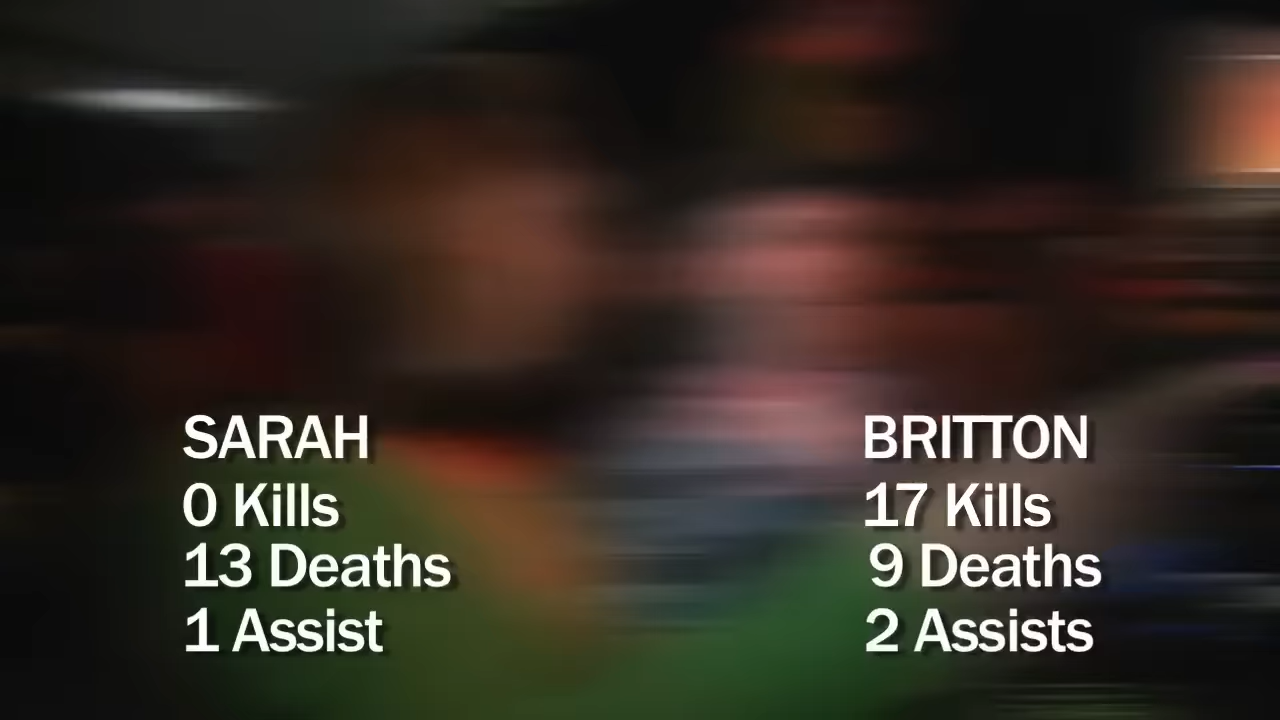 SARAH
0 Kills
13 Deaths
1 Assist
BRITTON
17 Kills
9 Deaths
2 Assists